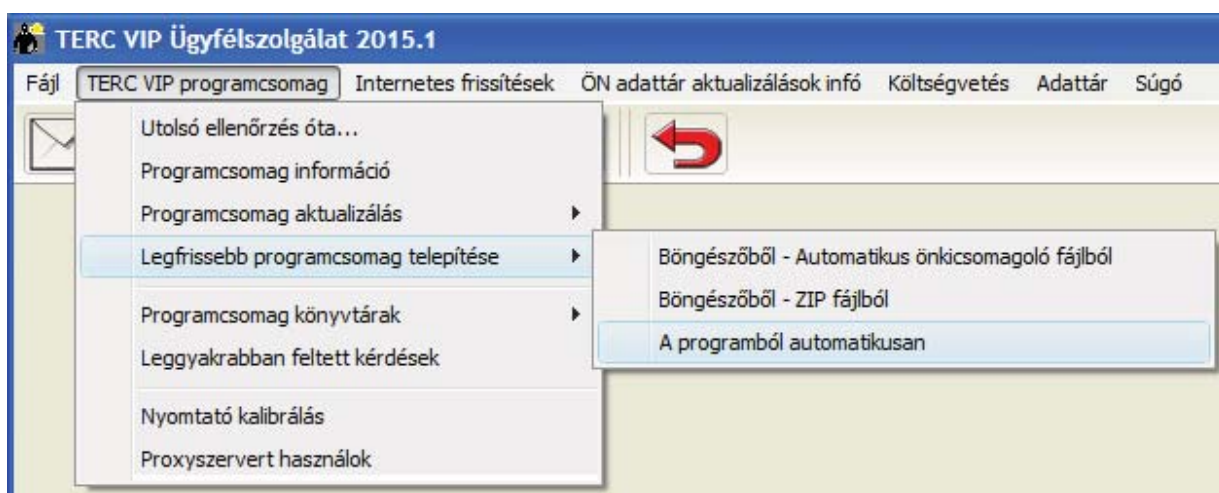 TERC VIP Ügyfélszolgálat 2015.1
Fájl TERC VIP programcsomag Internetes frissítések ÖN adattár aktualizálások infó Költségvetés Adattár Súgó
Utolsó ellenőrzés óta...
Programcsomag információ
Programcsomag aktualizálás
Legfrissebb programcsomag telepítése
Böngészőből - Automatikus önkicsomagoló fájlból
Böngészőből - ZIP fájlból
A programból automatikusan
Programcsomag könyvtárak
Leggyakrabban feltett kérdések
Nyomtató kalibrálás
Proxyszervert használok